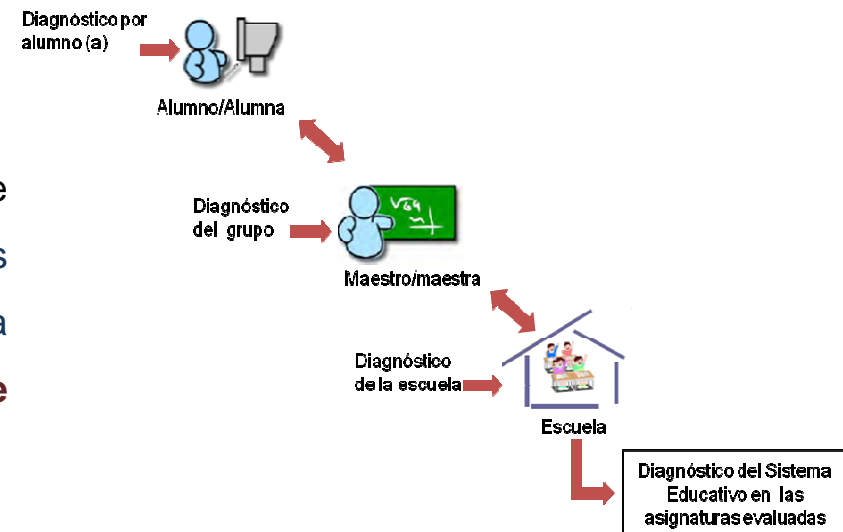 Diagnóstico por
alumno (a)
Alumno/Alumna
e
Diagnóstico
del grupo
s
Maestro/maestra
a
Diagnóstico
de la escuela
e
Escuela
Diagnóstico del Sistema
Educativo en las
asignaturas evaluadas